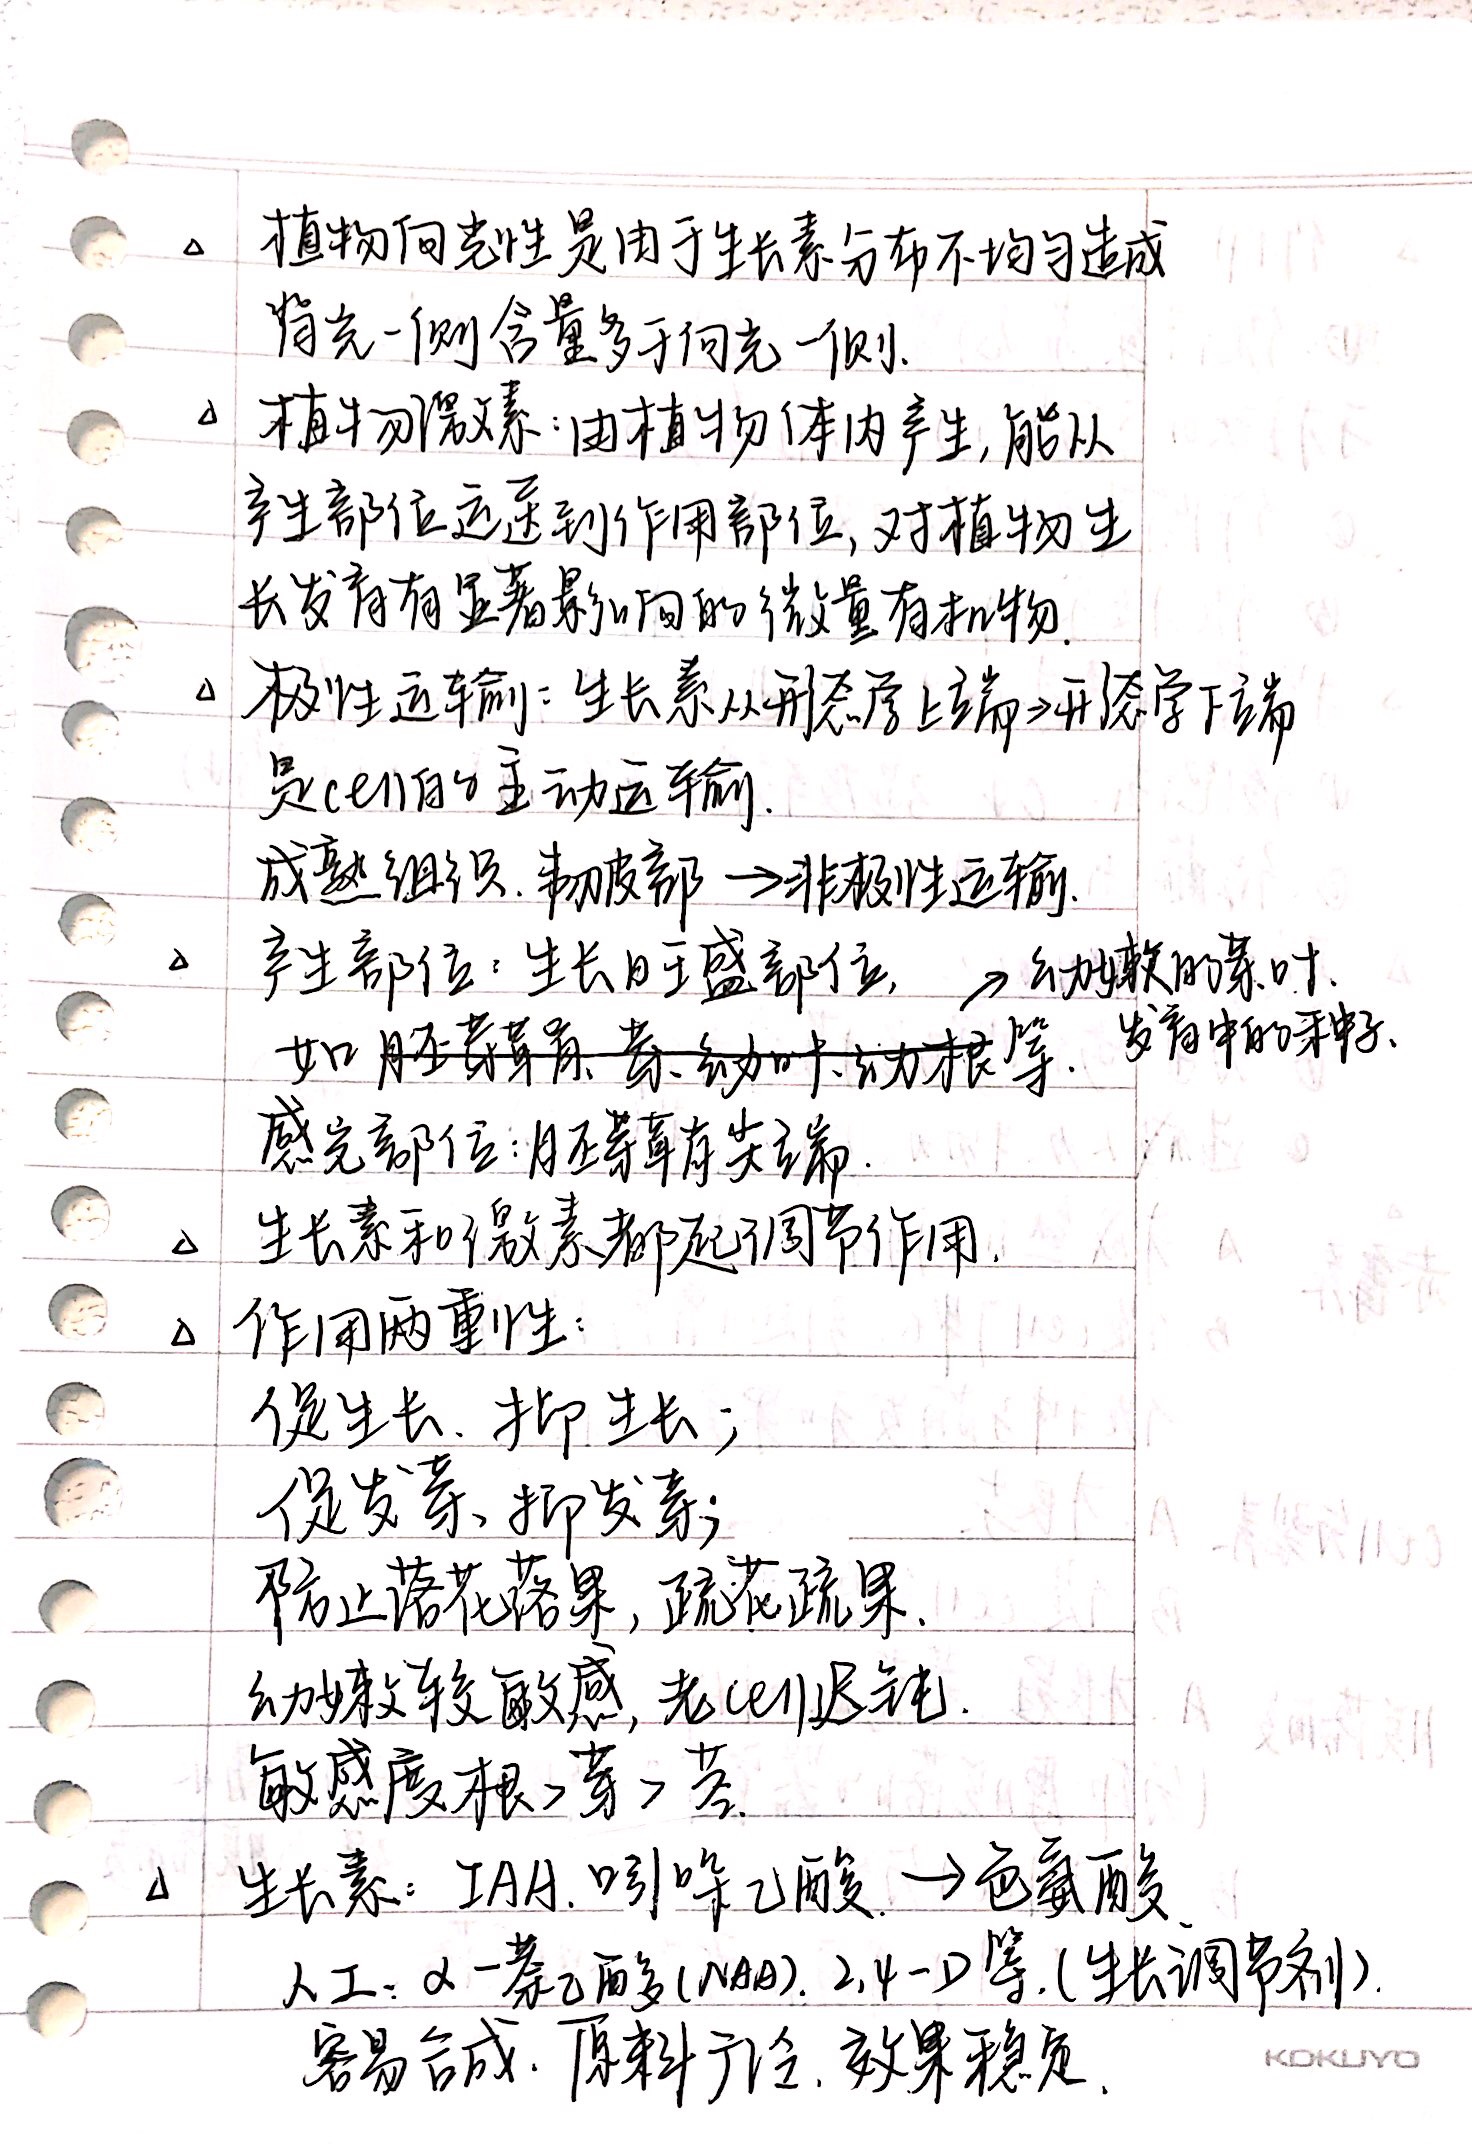 △ 植物向光性是由于生长素分布不均匀造成
背光一侧含量多于向光一侧.
△ 植物激素:由植物体内产生,能从
产生部位运送到作用部位,对植物生
长发育有显著影响的微量有机物.
△ 极性运输:生长素从形态学上端→形态学下端
是cell的主动运输.
成熟组织.韧皮部→非极性运输.
△ 产生部位:生长旺盛部位, → 幼嫩的芽.叶.
如胚芽鞘、芽、幼叶、幼根等. 发育中的种子、
感光部位:胚芽鞘尖端.
△ 生长素和激素都起调节作用.
△ 作用两重性:
促生长、抑生长;
促发芽、抑发芽;
防止落花落果,疏花疏果.
幼嫩较敏感,老cell迟钝.
敏感度根>芽>茎.
△ 生长素:IAA.吲哚乙酸.→色氨酸、
人工:α-萘乙酸(NAA).2,4-D等.(生长调节剂).
容易合成.原料广泛.效果稳定.
KOKUYO